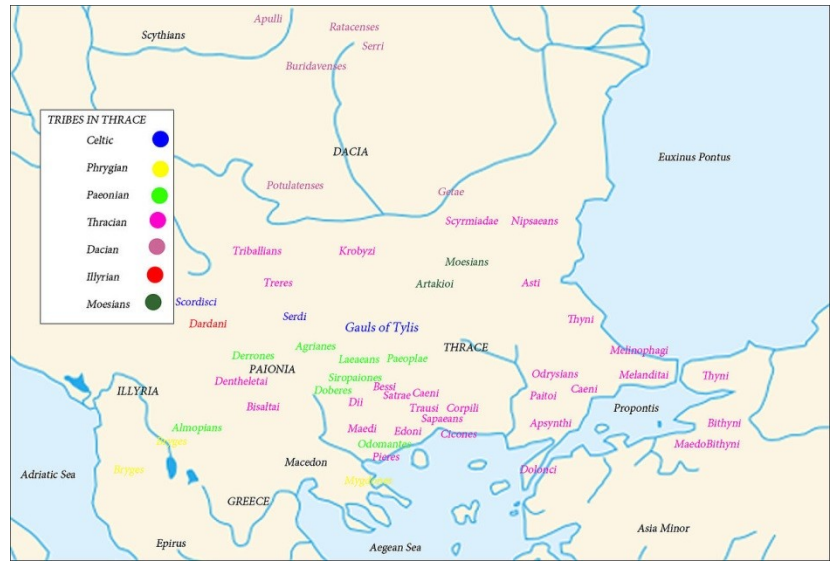 Apulli
Ratacenses
Scythians
Serri
Buridavenses
TRIBES IN THRACE
Celtic
Phrygian
Paeonian
Thracian
Dacian
Illyrian
Moesians
DACIA
Euxinus Pontus
Potulatenses
Getae
Scyrmiadae
Nipsaeans
Triballians
Krobyzi
Moesians
Treres
Artakioi
Asti
Scordisci
Serdi
Dardani
Gauls of Tylis
Thyni
Agrianes
THRACE
Melinophagi
Derrones
Laeaeans
Paeoplae
PAIONIA
Odrysians
Melanditai
Thyni
Dentheletai
Siropaiones
Bessi
Caeni
ILLYRIA
Doberes
Satrae
Caeni
Paitoi
Bisaltai
Dii
Trausi
Corpili
Propontis
Sapaeans
Apsynthi
Bithyni
Almopians
Maedi
Edoni
Cicones
Bryges
Odomantes
MaedoBithyni
Pieres
Macedon
Bryges
Dolonci
Adriatic Sea
Mygdones
GREECE
Asia Minor
Epirus
Aegean Sea